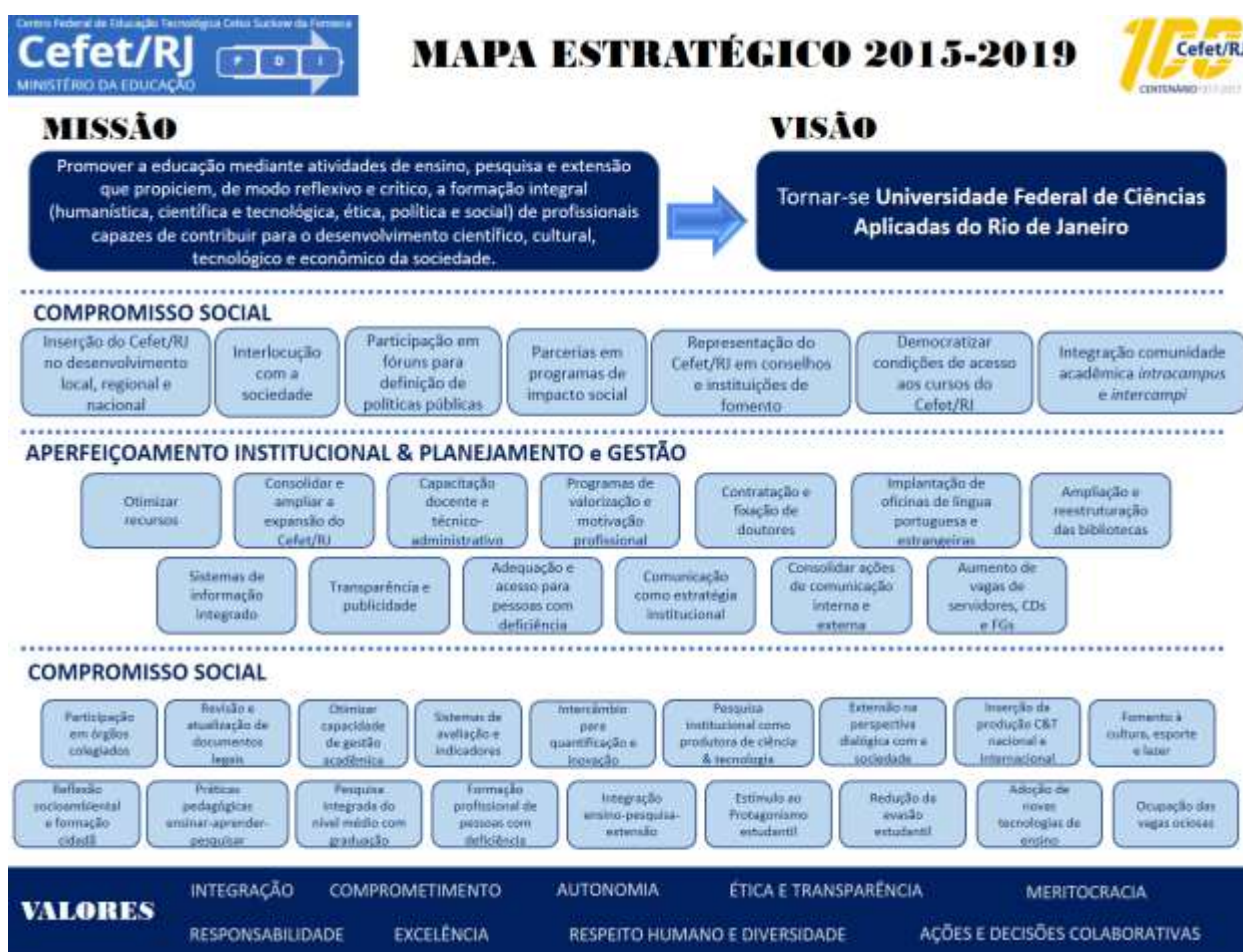 Centro Federal de Educação Tecnológica Celso Suckow da Fonseca
Cefet/RJ
P D I
MINISTÉRIO DA EDUCAÇÃO
MAPA ESTRATÉGICO 2015-2019
100
Cefet/RJ
CENTENÁRIO 1917-2017
MISSÃO
Promover a educação mediante atividades de ensino, pesquisa e extensão
que propiciem, de modo reflexivo e crítico, a formação integral
(humanística, científica e tecnológica, ética, política e social) de profissionais
capazes de contribuir para o desenvolvimento científico, cultural,
tecnológico e econômico da sociedade.
VISÃO
Tornar-se Universidade Federal de Ciências
Aplicadas do Rio de Janeiro
COMPROMISSO SOCIAL
Inserção do Cefet/RJ
no desenvolvimento
local, regional e
nacional
Interlocução
com a
sociedade
Participação em
fóruns para
definição de
políticas públicas
Parcerias em
programas de
impacto social
Representação do
Cefet/RJ em conselhos
e instituições de
fomento
Democratizar
condições de acesso
aos cursos do
Cefet/RJ
Integração comunidade
acadêmica intracampus
e intercampi
APERFEIÇOAMENTO INSTITUCIONAL & PLANEJAMENTO e GESTÃO
Otimizar
recursos
Consolidar e
ampliar a
expansão do
Cefet/RJ
Capacitação
docente e
técnico-
administrativo
Programas de
valorização e
motivação
profissional
Contratação e
fixação de
doutores
Implantação de
oficinas de língua
portuguesa e
estrangeiras
Ampliação e
reestruturação
das bibliotecas
Sistemas de
informação
integrado
Transparência e
publicidade
Adequação e
acesso para
pessoas com
deficiência
Comunicação
como estratégia
institucional
Consolidar ações
de comunicação
interna e
externa
Aumento de
vagas de
servidores, CDs
e FGs
COMPROMISSO SOCIAL
Participação
em órgãos
colegiados
Revisão e
atualização de
documentos
legais
Otimizar
capacidade
de gestão
acadêmica
Sistemas de
avaliação e
indicadores
Intercâmbio
para
quantificação e
inovação
Pesquisa
institucional como
produtora de ciência
& tecnologia
Extensão na
perspectiva
dialógica com a
sociedade
Inserção da
produção C&T
nacional e
internacional
Fomento à
cultura, esporte
e lazer
Reflexão
socioambiental
e formação
cidadã
Práticas
pedagógicas
ensinar-aprender-
pesquisar
Pesquisa
integrada do
nível médio com
graduação
Formação
profissional de
pessoas com
deficiência
Integração
ensino-pesquisa-
extensão
Estímulo ao
Protagonismo
estudantil
Redução da
evasão
estudantil
Adoção de
novas
tecnologias de
ensino
Ocupação das
vagas ociosas
VALORES
INTEGRAÇÃO COMPROMETIMENTO AUTONOMIA ÉTICA E TRANSPARÊNCIA MERITOCRACIA
RESPONSABILIDADE EXCELÊNCIA RESPEITO HUMANO E DIVERSIDADE AÇÕES E DECISÕES COLABORATIVAS